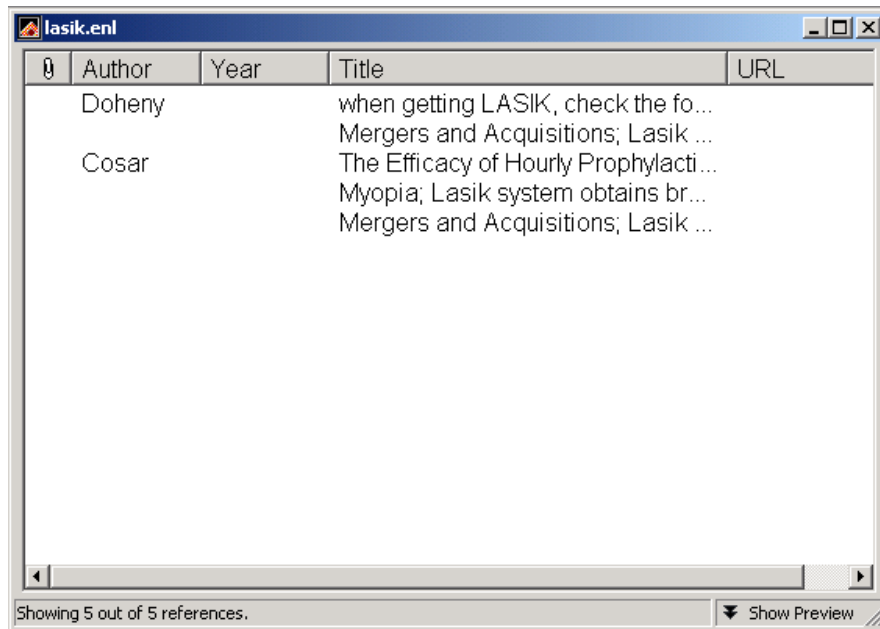 lasik.enl
Author Year Title URL
Doheny when getting LASIK, check the fo...
Mergers and Acquisitions; Lasik ...
Cosar The Efficacy of Hourly Prophylacti...
Myopia; Lasik system obtains br...
Mergers and Acquisitions; Lasik ...
Showing 5 out of 5 references. Show Preview